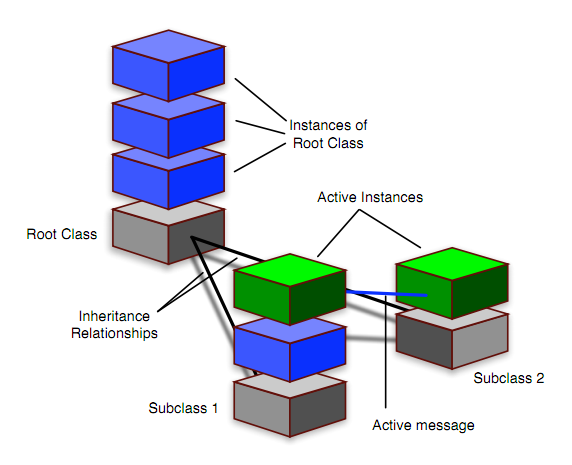 Instances of
Root Class
Active Instances
Root Class
Inheritance
Relationships
Subclass 2
Subclass 1
Active message